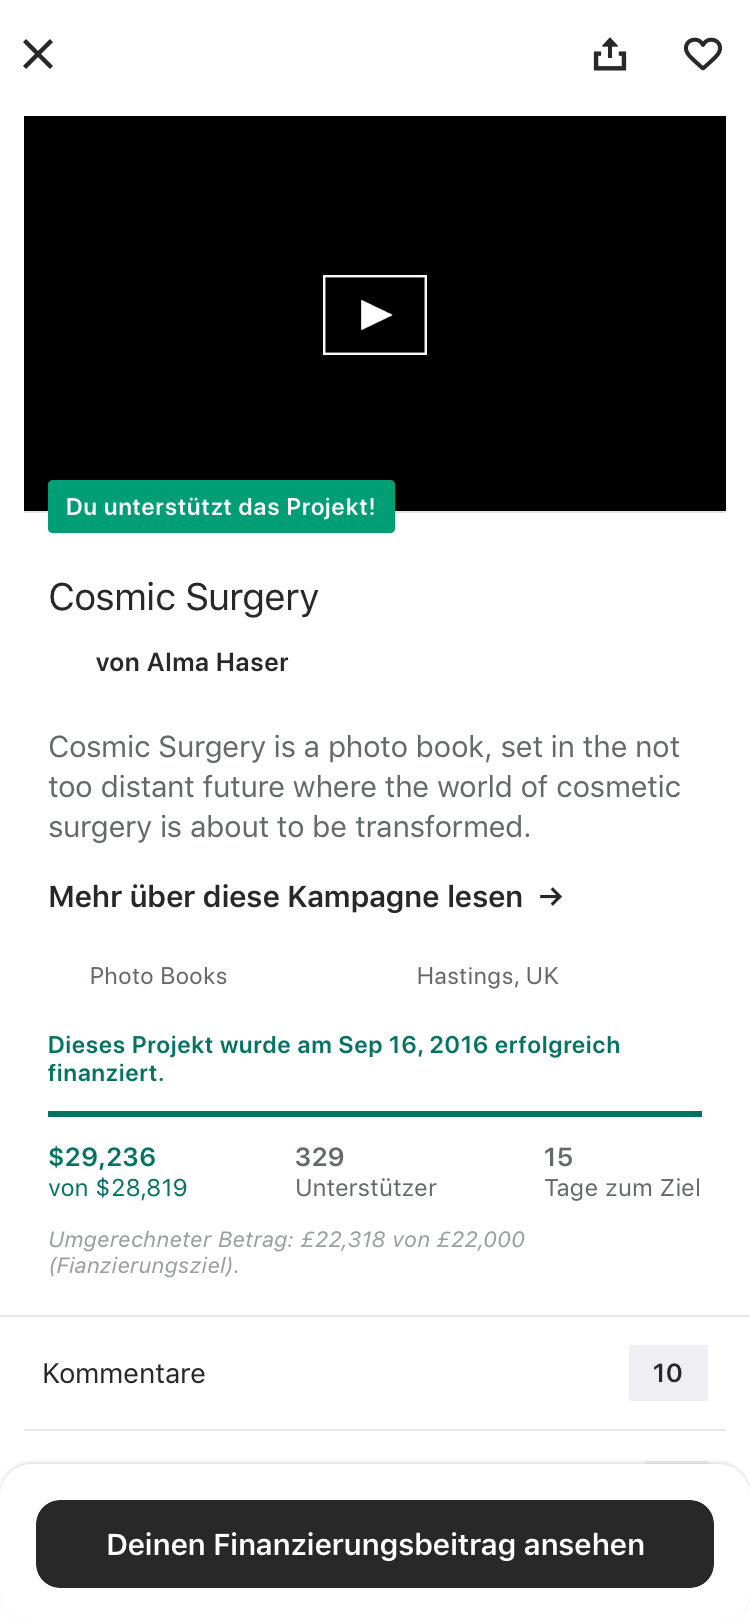 Du unterstützt das Projekt!
Cosmic Surgery
von Alma Haser
Cosmic Surgery is a photo book, set in the not
too distant future where the world of cosmetic
surgery is about to be transformed.
Mehr über diese Kampagne lesen →
Photo Books
Hastings, UK
Dieses Projekt wurde am Sep 16, 2016 erfolgreich
finanziert.
$29,236
von $28,819
329
Unterstützer
15
Tage zum Ziel
Umgerechneter Betrag: £22,318 von £22,000
(Fianzierungsziel).
Kommentare
10
Deinen Finanzierungsbeitrag ansehen